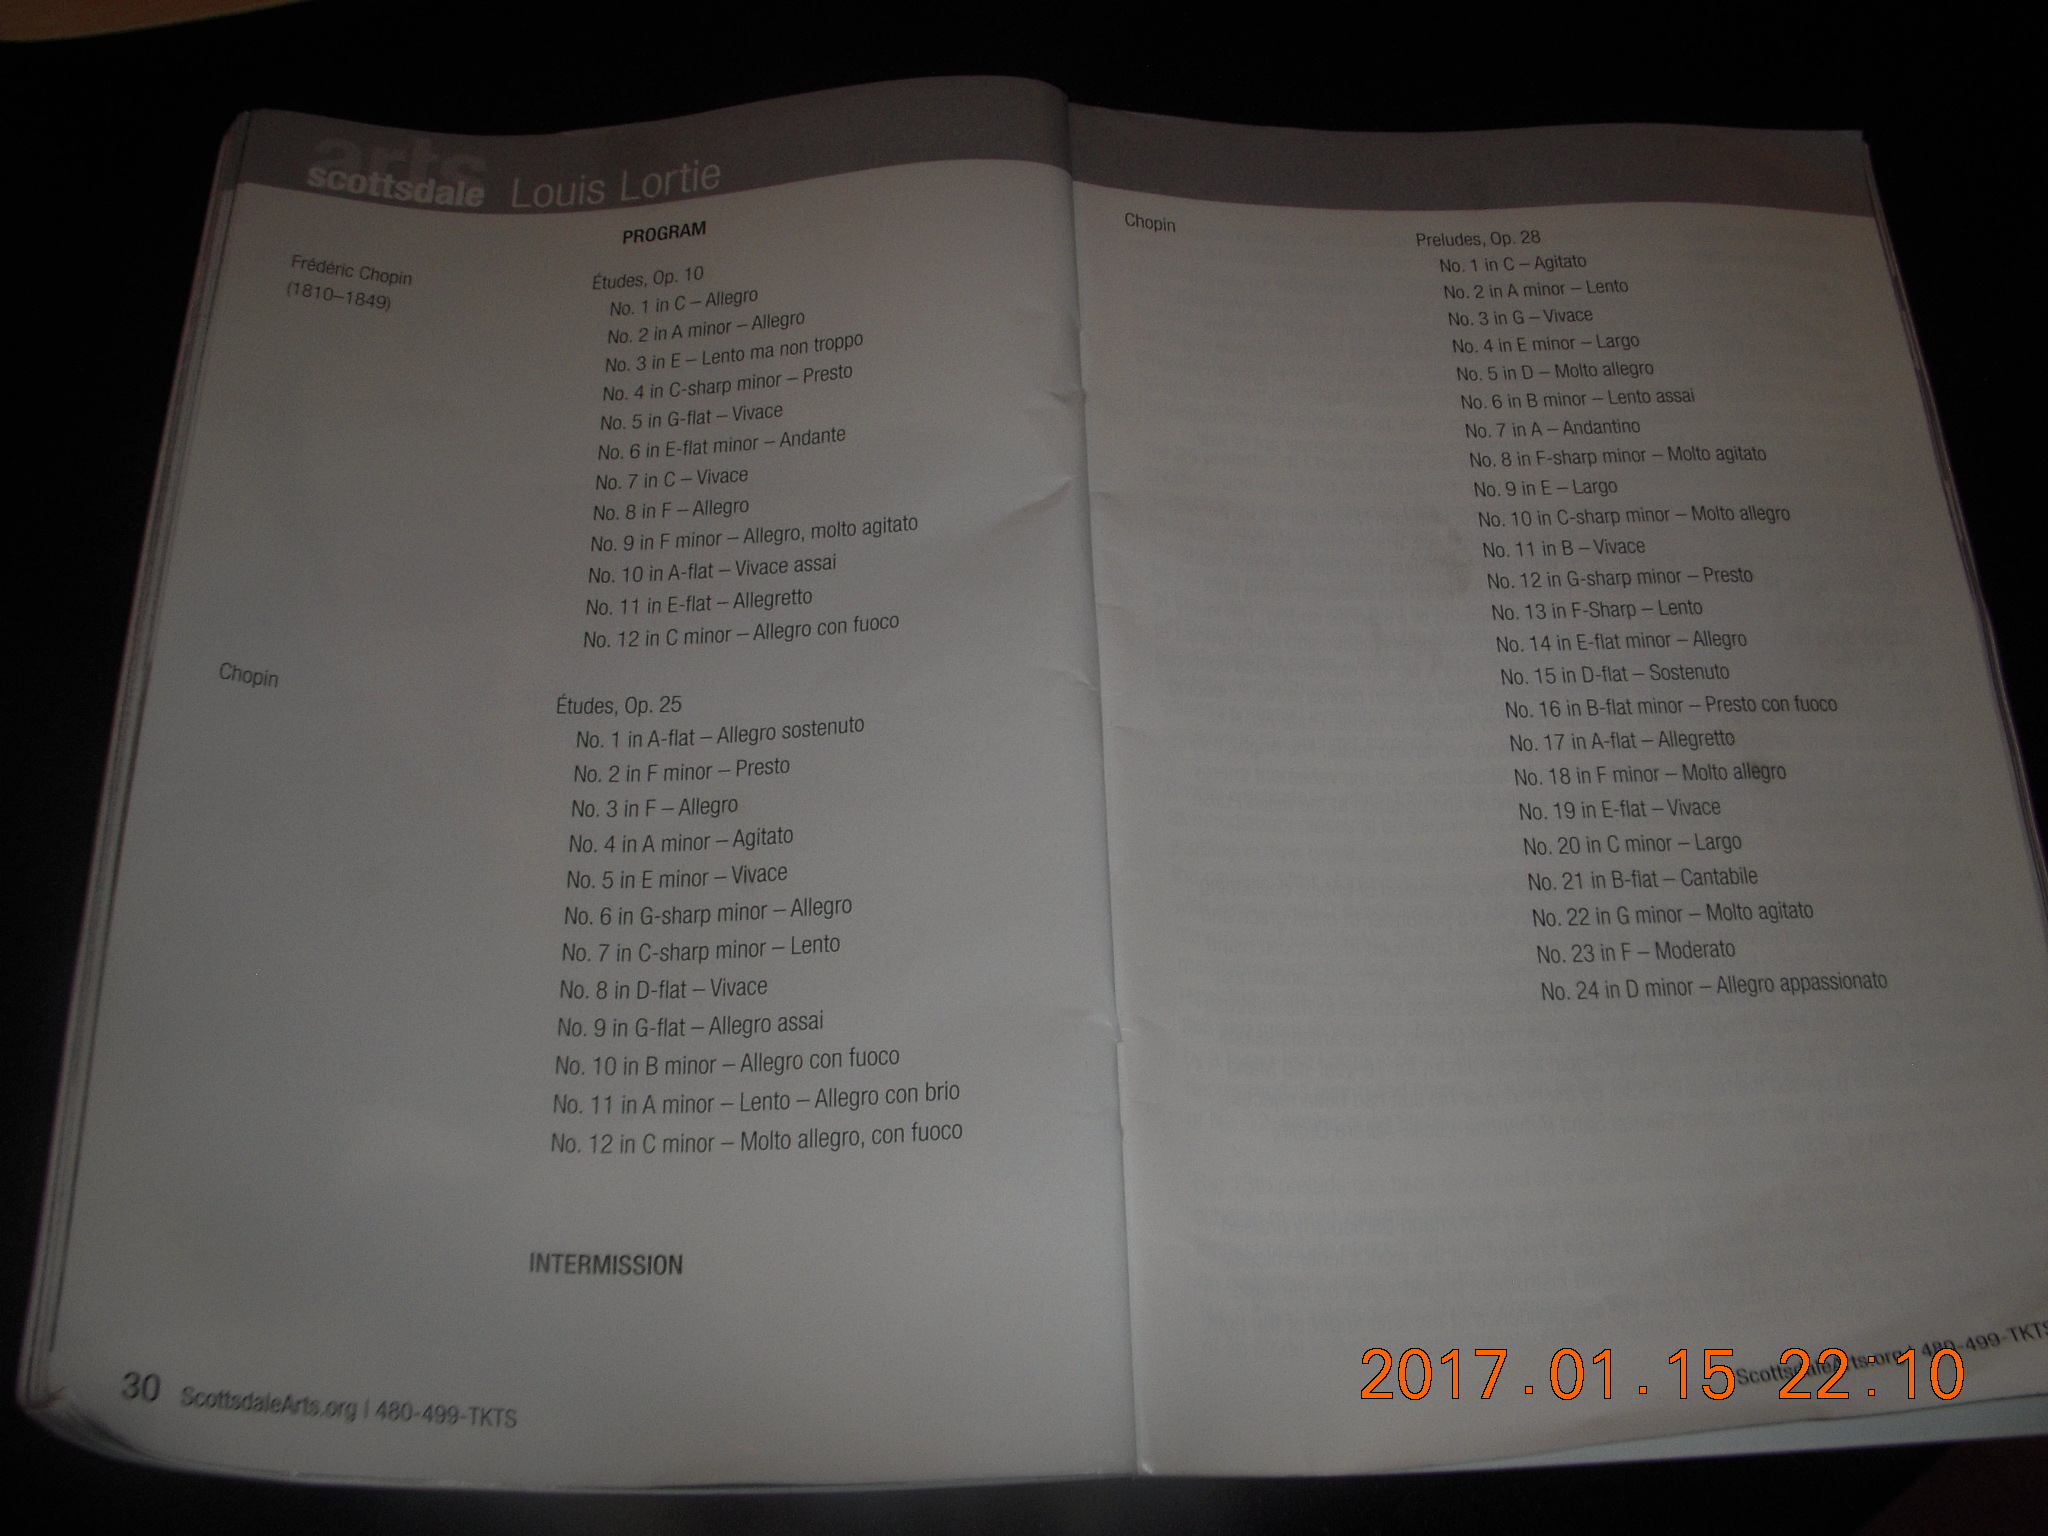 arts
scottsdale Louis Lortie
PROGRAM
Frédéric Chopin
(1810–1849)
Études, Op. 10
No. 1 in C – Allegro
No. 2 in A minor – Allegro
No. 3 in E – Lento ma non troppo
No. 4 in C-sharp minor – Presto
No. 5 in G-flat – Vivace
No. 6 in E-flat minor – Andante
No. 7 in C – Vivace
No. 8 in F – Allegro
No. 9 in F minor – Allegro, molto agitato
No. 10 in A-flat – Vivace assai
No. 11 in E-flat – Allegretto
No. 12 in C minor – Allegro con fuoco
Chopin
Études, Op. 25
No. 1 in A-flat – Allegro sostenuto
No. 2 in F minor – Presto
No. 3 in F – Allegro
No. 4 in A minor – Agitato
No. 5 in E minor – Vivace
No. 6 in G-sharp minor – Allegro
No. 7 in C-sharp minor – Lento
No. 8 in D-flat – Vivace
No. 9 in G-flat – Allegro assai
No. 10 in B minor – Allegro con fuoco
No. 11 in A minor – Lento – Allegro con brio
No. 12 in C minor – Molto allegro, con fuoco
INTERMISSION
30 ScottsdaleArts.org | 480-499-TKTS
Chopin
Preludes, Op. 28
No. 1 in C – Agitato
No. 2 in A minor – Lento
No. 3 in G – Vivace
No. 4 in E minor – Largo
No. 5 in D – Molto allegro
No. 6 in B minor – Lento assai
No. 7 in A – Andantino
No. 8 in F-sharp minor – Molto agitato
No. 9 in E – Largo
No. 10 in C-sharp minor – Molto allegro
No. 11 in B – Vivace
No. 12 in G-sharp minor – Presto
No. 13 in F-Sharp – Lento
No. 14 in E-flat minor – Allegro
No. 15 in D-flat – Sostenuto
No. 16 in B-flat minor – Presto con fuoco
No. 17 in A-flat – Allegretto
No. 18 in F minor – Molto allegro
No. 19 in E-flat – Vivace
No. 20 in C minor – Largo
No. 21 in B-flat – Cantabile
No. 22 in G minor – Molto agitato
No. 23 in F – Moderato
No. 24 in D minor – Allegro appassionato
ScottsdaleArts.org | 480-499-TKTS
2017.01.15 22:10